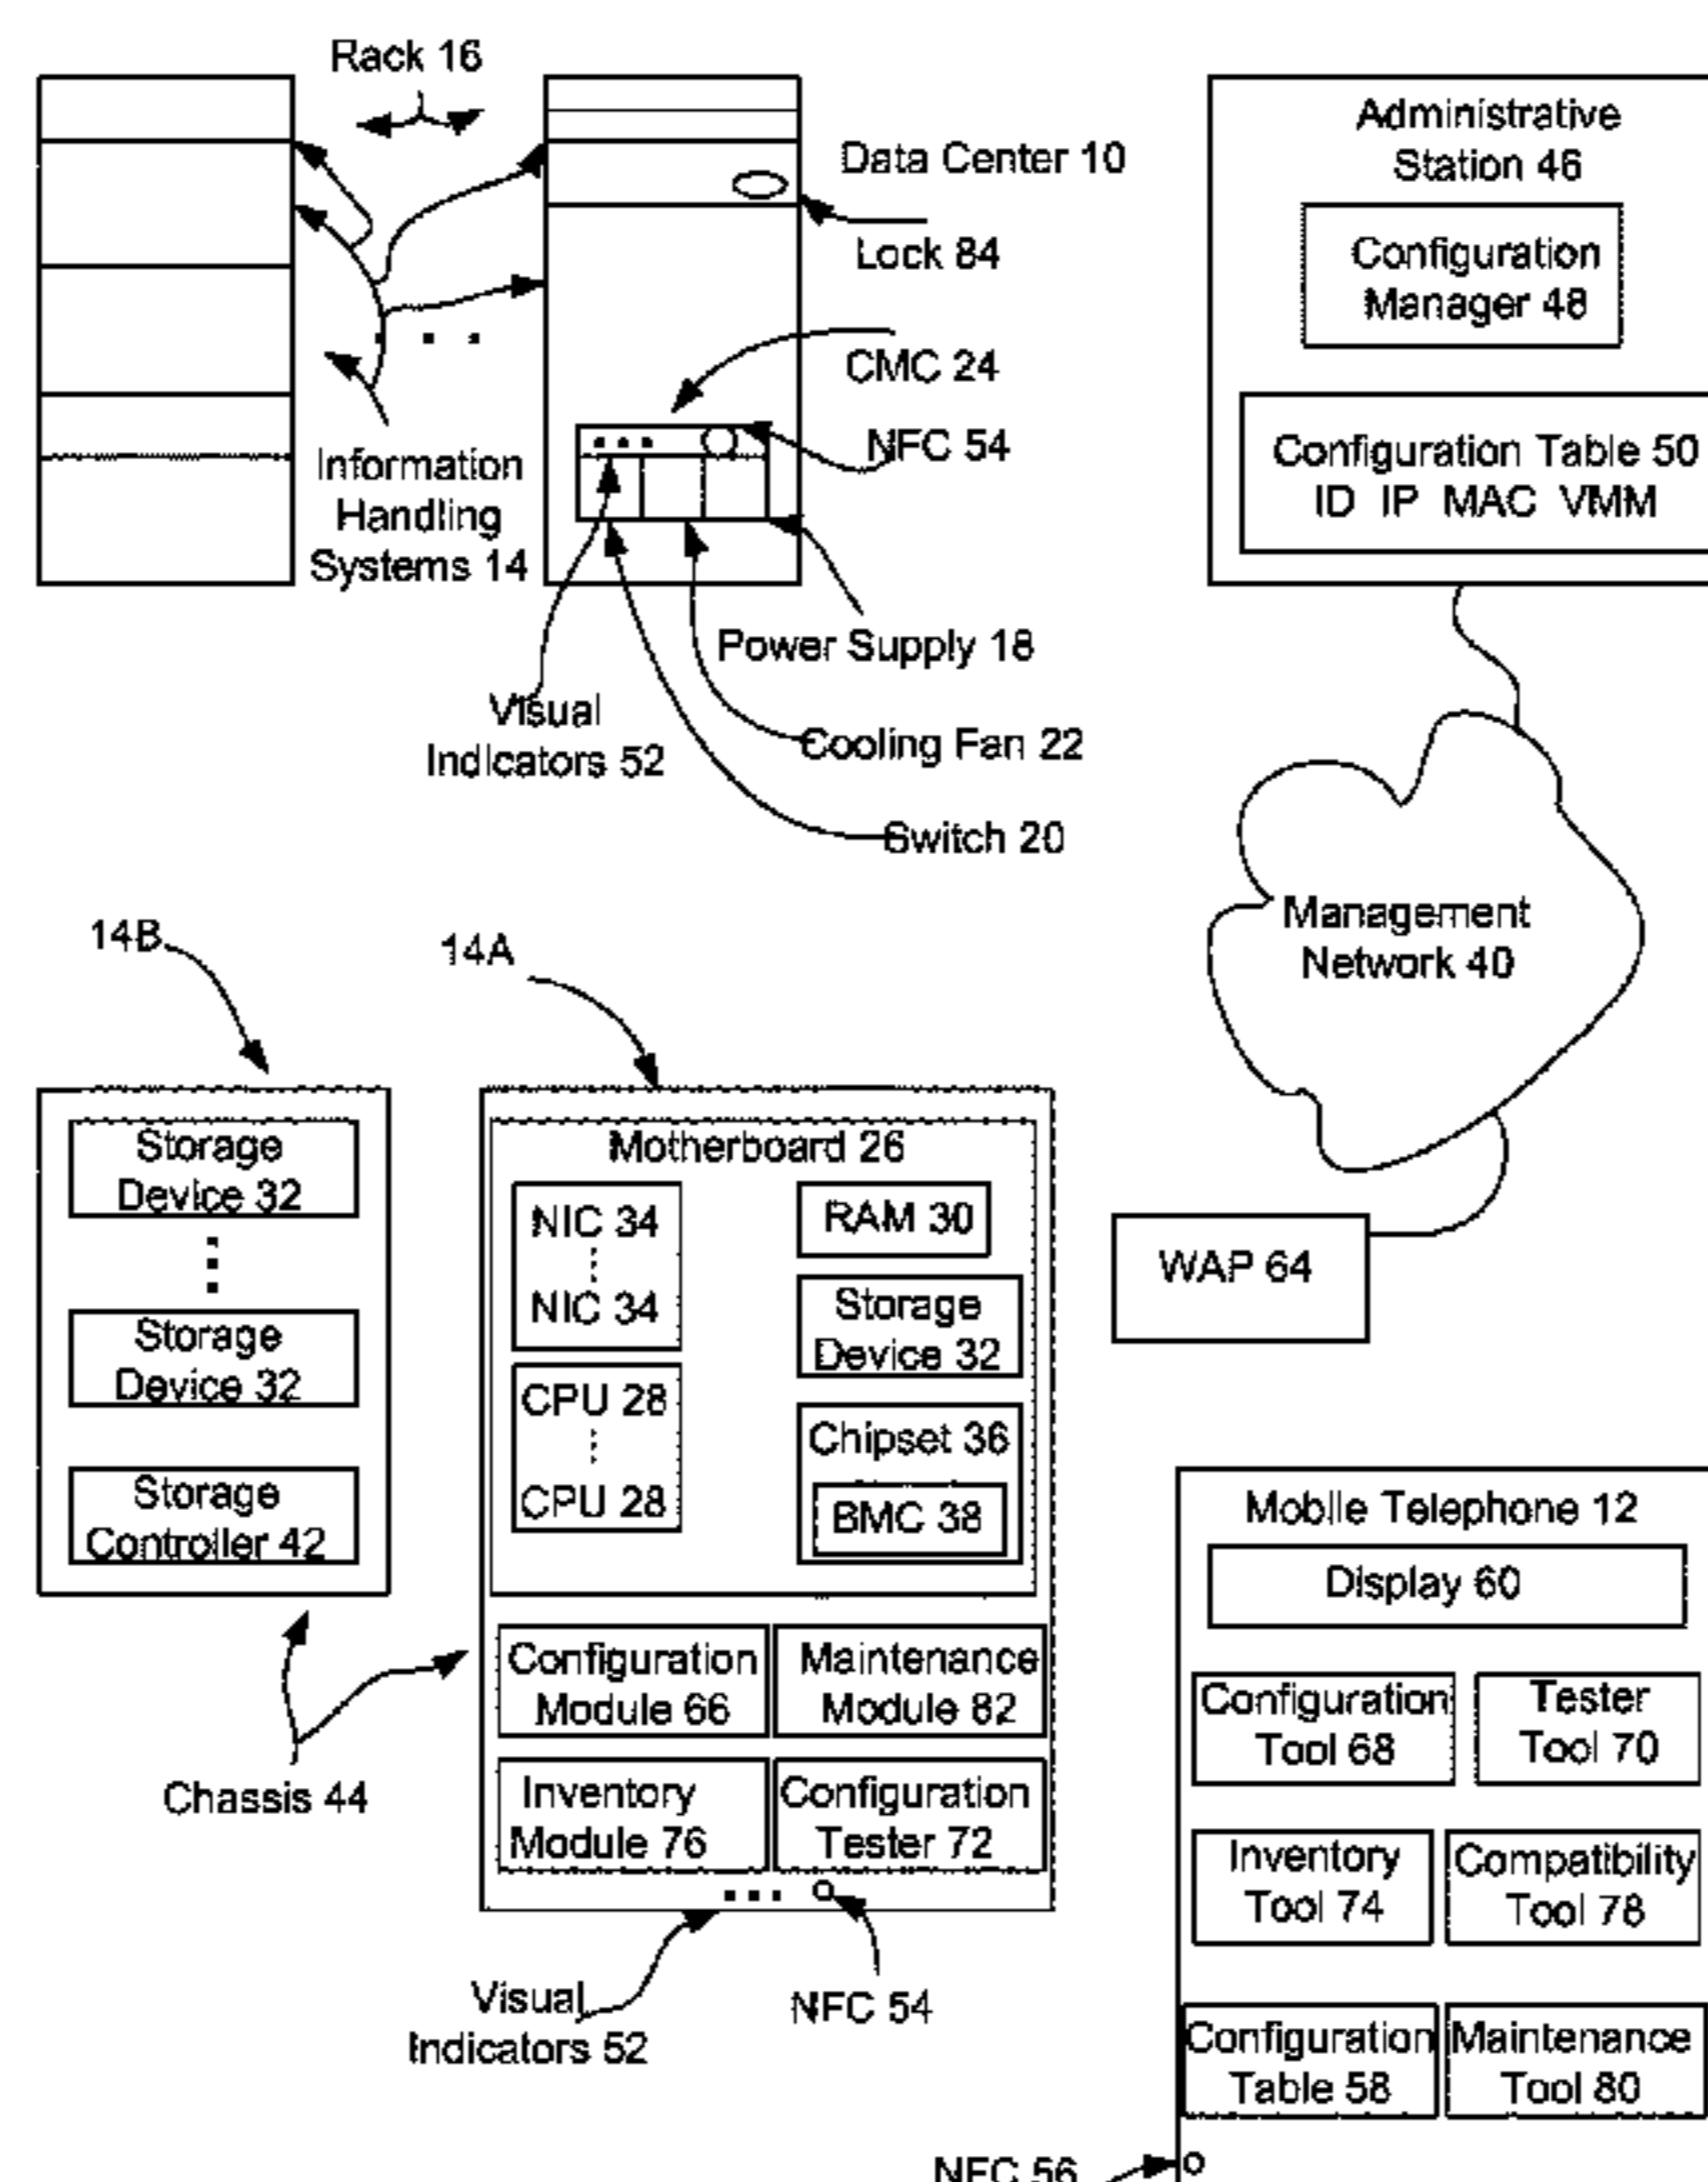 Rack 16
Data Center 10
Lock 84
CMC 24
NFC 54
Information
Handling
Systems 14
Power Supply 18
Visual
Indicators 52
Cooling Fan 22
Switch 20
Administrative
Station 46
Configuration
Manager 48
Configuration Table 50
ID IP MAC VMM
Management
Network 40
WAP 64
14B
14A
Storage
Device 32
Storage
Device 32
Storage
Controller 42
Chassis 44
Motherboard 26
NIC 34
NIC 34
CPU 28
CPU 28
RAM 30
Storage
Device 32
Chipset 36
BMC 38
Configuration
Module 66
Maintenance
Module 82
Inventory
Module 76
Configuration
Tester 72
Visual
Indicators 52
NFC 54
Mobile Telephone 12
Display 60
Configuration
Tool 68
Tester
Tool 70
Inventory
Tool 74
Compatibility
Tool 78
Configuration
Table 58
Maintenance
Tool 80
NFC 56